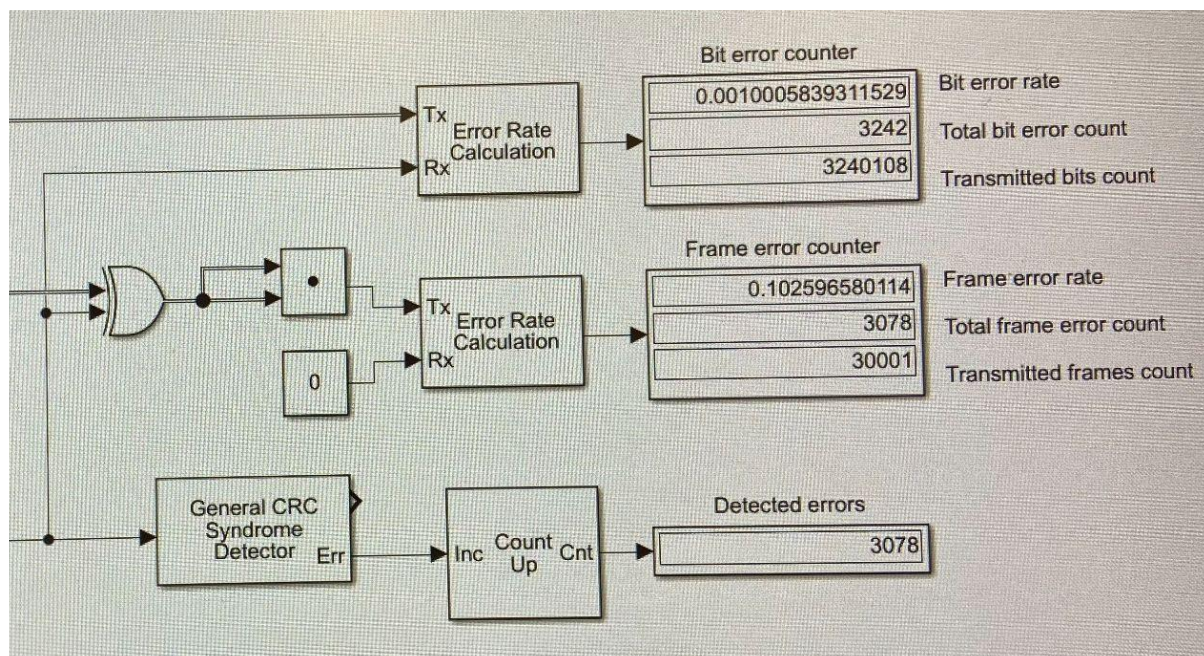 Bit error counter
Tx
Rx
Error Rate
Calculation
0.0010005839311529
3242
3240108
Bit error rate
Total bit error count
Transmitted bits count
Frame error counter
Tx
Rx
Error Rate
Calculation
0
0.102596580114
3078
30001
Frame error rate
Total frame error count
Transmitted frames count
General CRC
Syndrome
Detector
Err
Inc
Count
Up
Cnt
Detected errors
3078